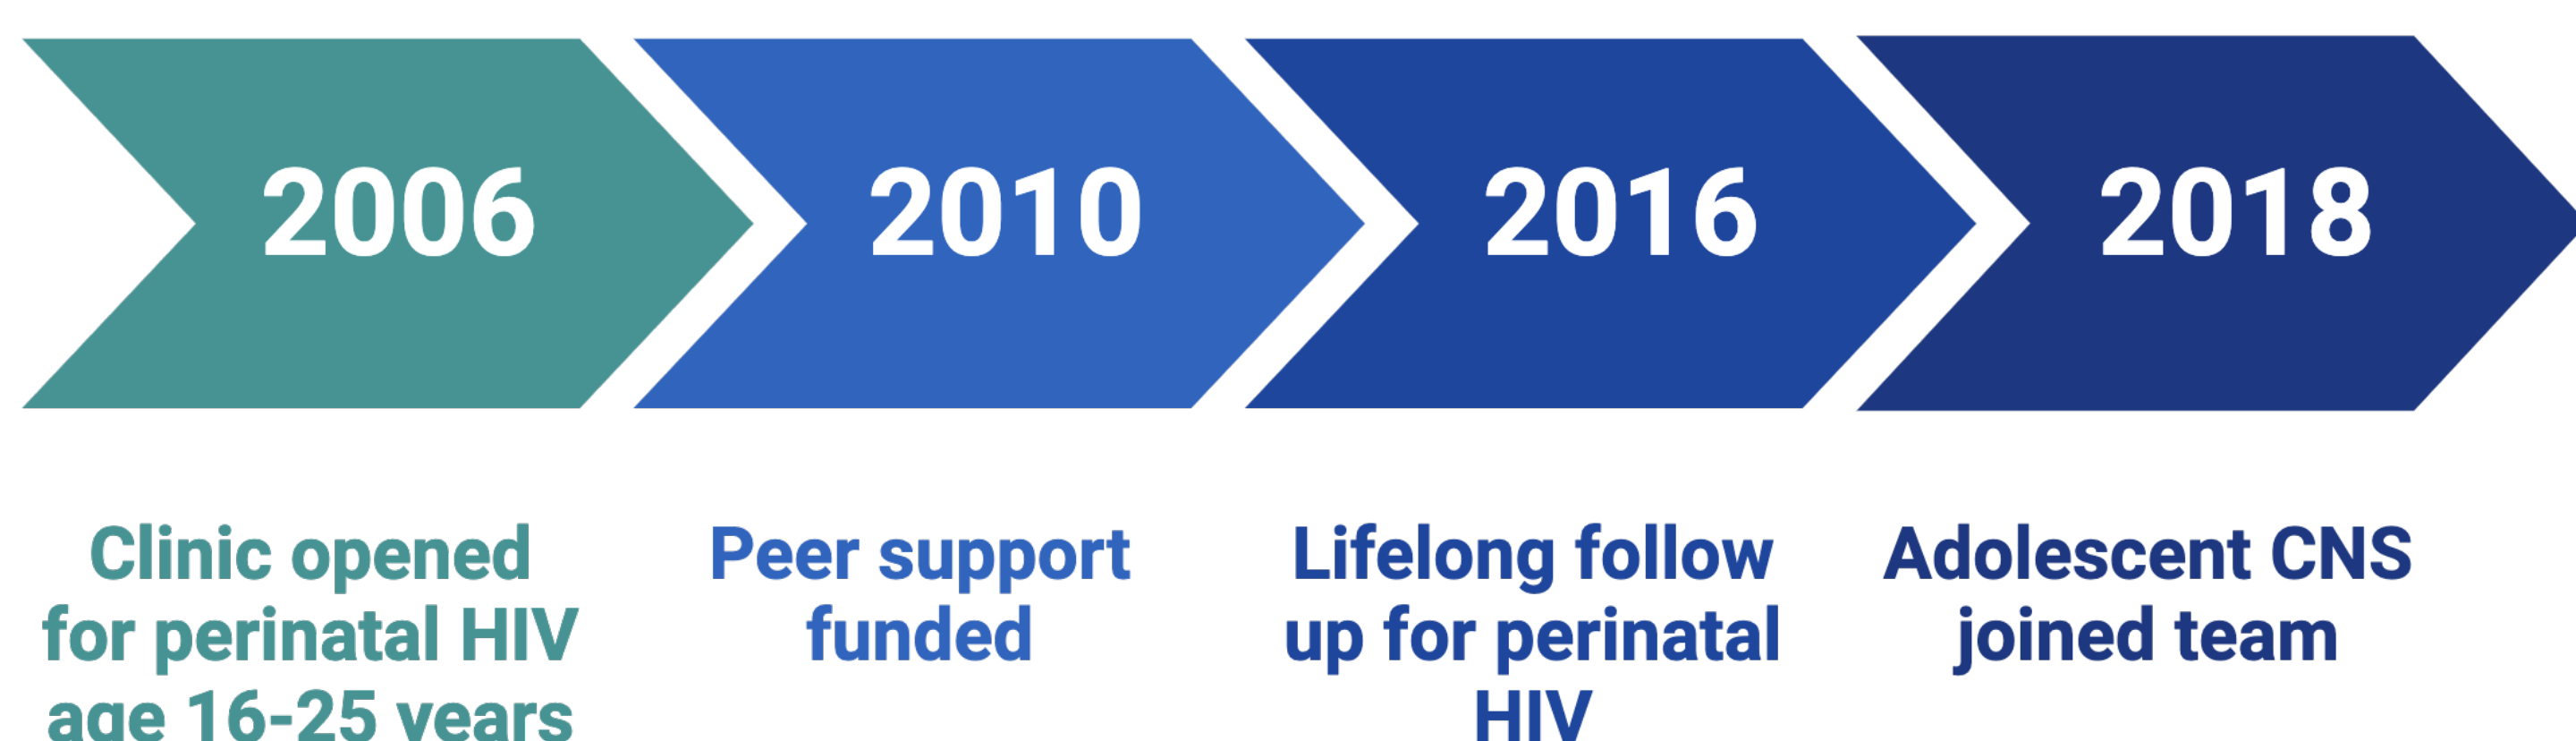 2006
2010
2016
2018
Clinic opened
for perinatal HIV
age 16-25 years
Peer support
funded
Lifelong follow
up for perinatal
HIV
Adolescent CNS
joined team